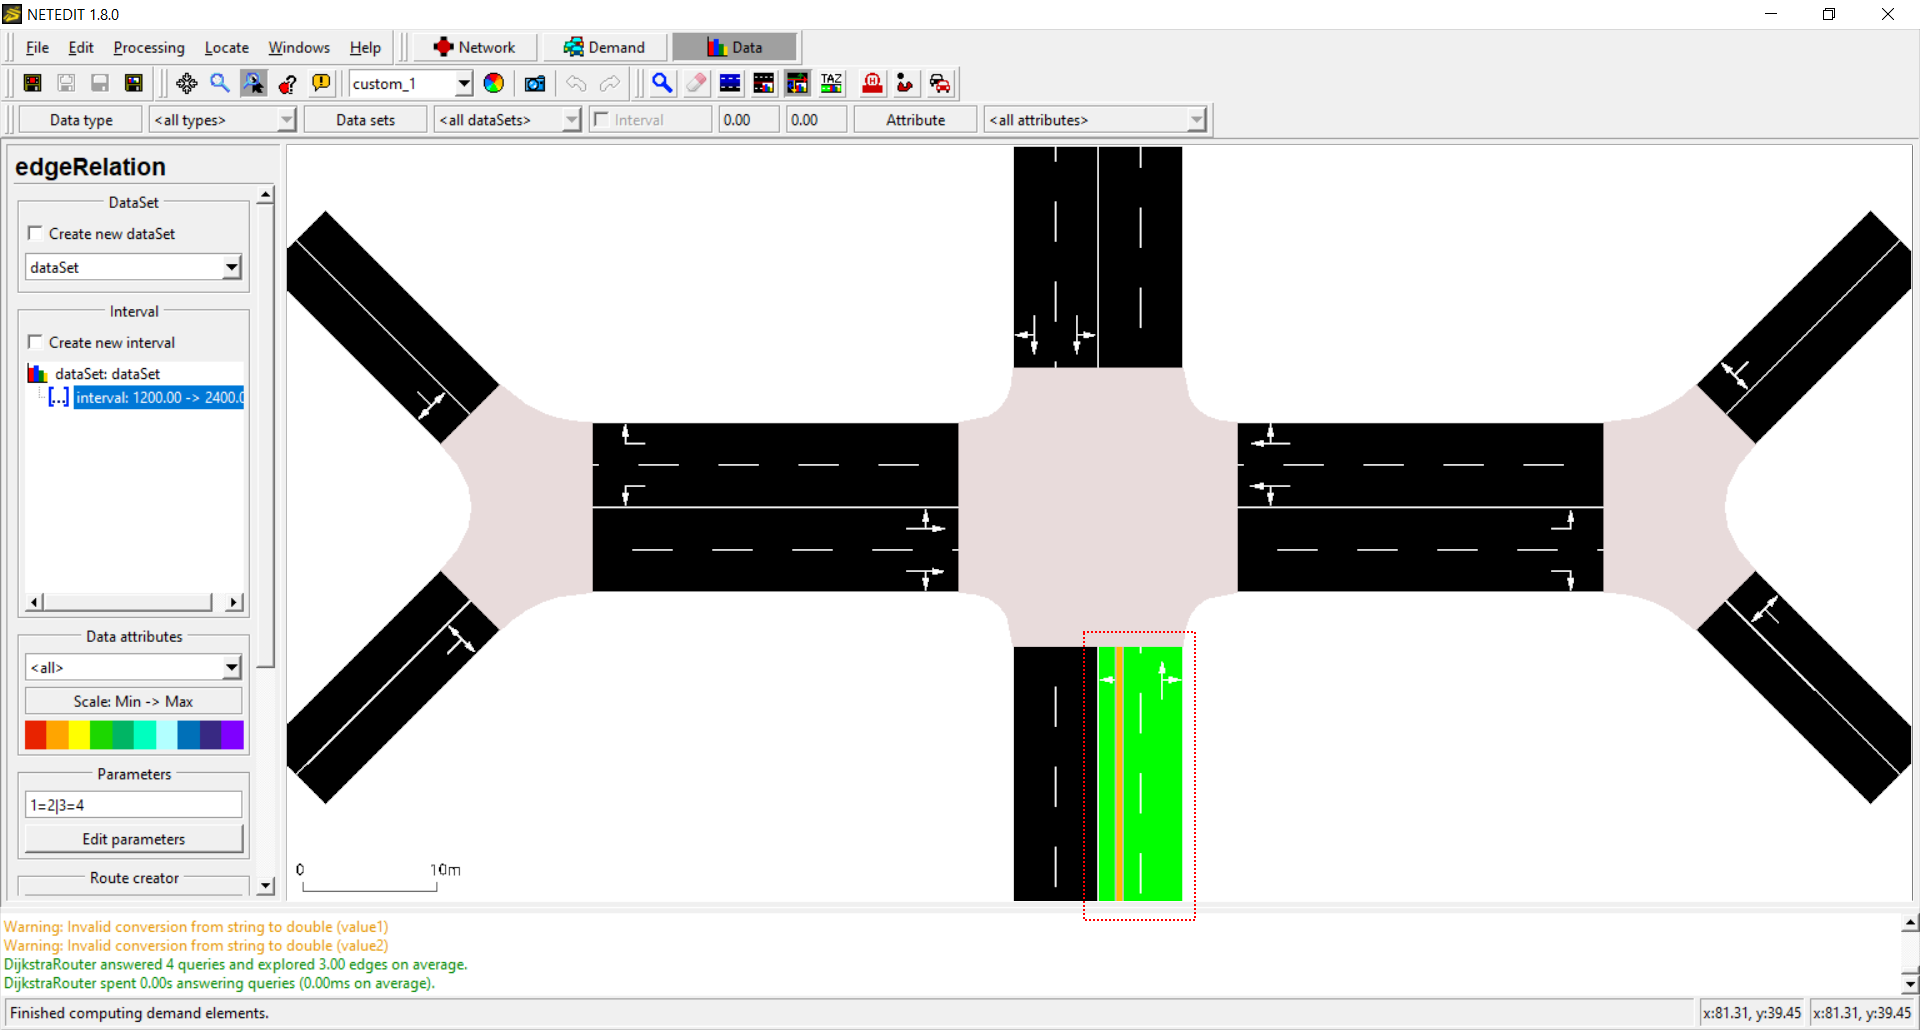 NETEDIT 1.8.0
File Edit Processing Locate Windows Help Network Demand Data
custom_1 TAZ
Data type <all types> Data sets <all dataSets> Interval 0.00 0.00 Attribute <all attributes>
edgeRelation
DataSet
Create new dataSet
dataSet
Interval
Create new interval
dataSet: dataSet
[...] interval: 1200.00 -> 2400.0
Data attributes
<all>
Scale: Min -> Max
Parameters
1=2|3=4
Edit parameters
Route creator
0 10m
Warning: Invalid conversion from string to double (value1)
Warning: Invalid conversion from string to double (value2)
DijkstraRouter answered 4 queries and explored 3.00 edges on average.
DijkstraRouter spent 0.00s answering queries (0.00ms on average).
Finished computing demand elements. x:81.31, y:39.45 x:81.31, y:39.45